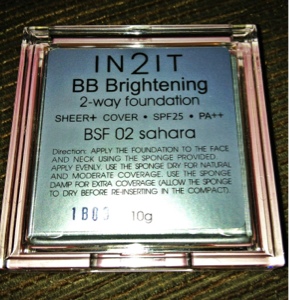 IN2IT
BB Brightening
2-way foundation
SHEER+ COVER • SPF25 • PA++
BSF 02 sahara
Direction: APPLY THE FOUNDATION TO THE FACE
AND NECK USING THE SPONGE PROVIDED.
APPLY EVENLY. USE THE SPONGE DRY FOR NATURAL
AND MODERATE COVERAGE. USE THE SPONGE
DAMP FOR EXTRA COVERAGE (ALLOW THE SPONGE
TO DRY BEFORE RE-INSERTING IN THE COMPACT).
10g